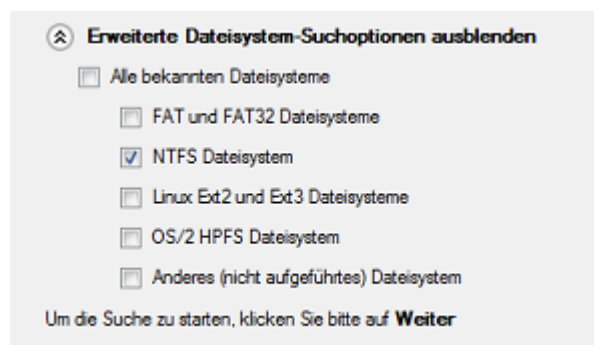 Erweiterte Dateisystem-Suchoptionen ausblenden
Alle bekannten Dateisysteme
FAT und FAT32 Dateisysteme
NTFS Dateisystem
Linux Ext2 und Ext3 Dateisysteme
OS/2 HPFS Dateisystem
Anderes (nicht aufgeführtes) Dateisystem
Um die Suche zu starten, klicken Sie bitte auf Weiter